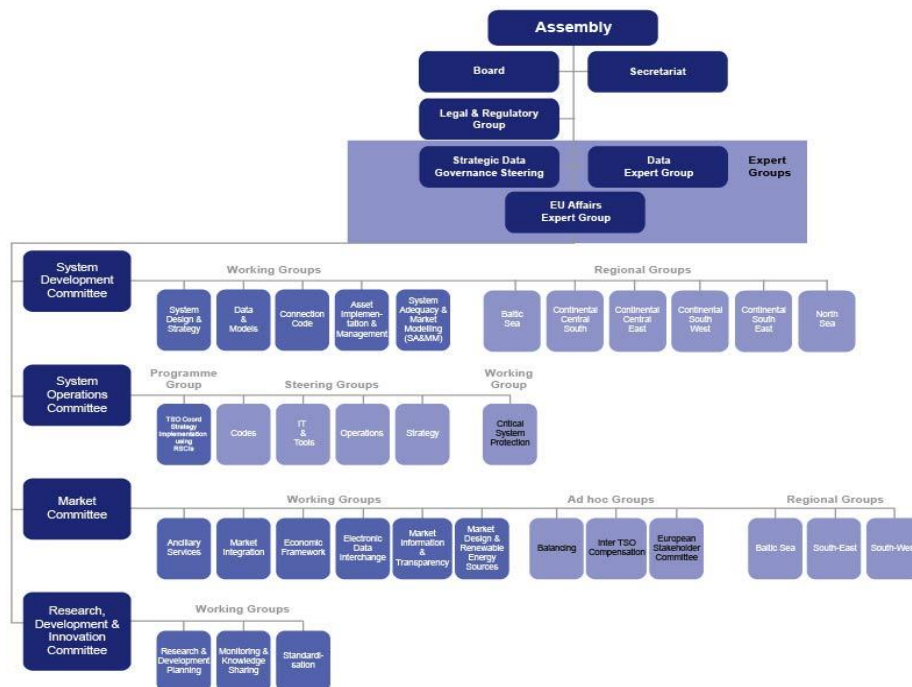 Assembly
Board
Secretariat
Legal & Regulatory
Group
Strategic Data
Governance Steering
Data
Expert Group
Expert
Groups
EU Affairs
Expert Group
System
Development
Committee
Working Groups
Regional Groups
System
Design &
Strategy
Data
&
Models
Connection
Code
Asset
Implemen-
tation &
Management
System
Adequacy &
Market
Modelling
(SA&MM)
Baltic
Sea
Continental
Central
South
Continental
Central
East
Continental
South
West
Continental
South
East
North
Sea
System
Operations
Committee
Programme
Group
Steering Groups
Working
Group
TSO Coord
Strategy
Implementation
using
RSCIs
Codes
IT
&
Tools
Operations
Strategy
Critical
System
Protection
Market
Committee
Working Groups
Ad hoc Groups
Regional Groups
Ancillary
Services
Market
Integration
Economic
Framework
Electronic
Data
Interchange
Market
Information
&
Transparency
Market
Design &
Renewable
Energy
Sources
Balancing
Inter TSO
Compensation
European
Stakeholder
Committee
Baltic Sea
South-East
South-West
Research,
Development &
Innovation
Committee
Working Groups
Research &
Development
Planning
Monitoring &
Knowledge
Sharing
Standardi-
sation